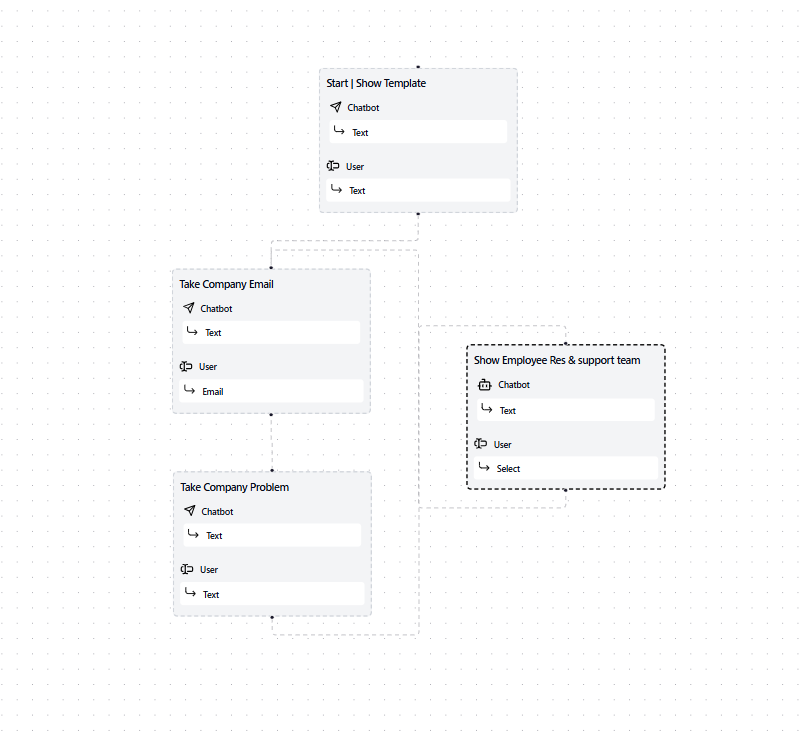 Start | Show Template
Chatbot
Text
User
Text
Take Company Email
Chatbot
Text
User
Email
Show Employee Res & support team
Chatbot
Text
User
Select
Take Company Problem
Chatbot
Text
User
Text